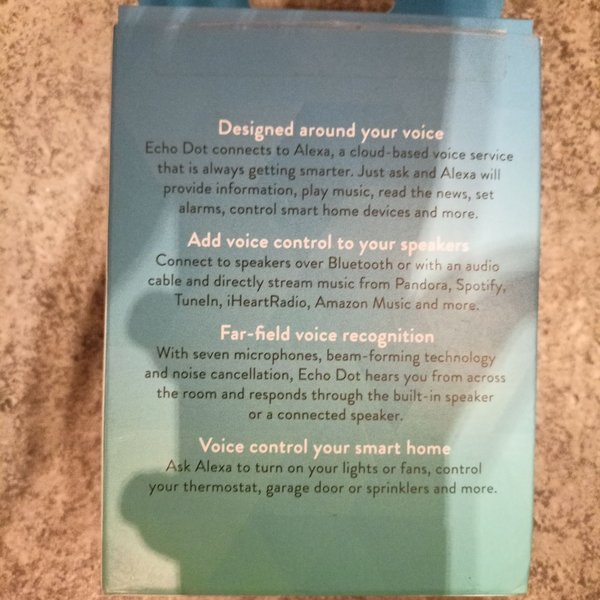 Designed around your voice
Echo Dot connects to Alexa, a cloud-based voice service
that is always getting smarter. Just ask and Alexa will
provide information, play music, read the news, set
alarms, control smart home devices and more.
Add voice control to your speakers
Connect to speakers over Bluetooth or with an audio
cable and directly stream music from Pandora, Spotify,
TuneIn, iHeartRadio, Amazon Music and more.
Far-field voice recognition
With seven microphones, beam-forming technology
and noise cancellation, Echo Dot hears you from across
the room and responds through the built-in speaker
or a connected speaker.
Voice control your smart home
Ask Alexa to turn on your lights or fans, control
your thermostat, garage door or sprinklers and more.